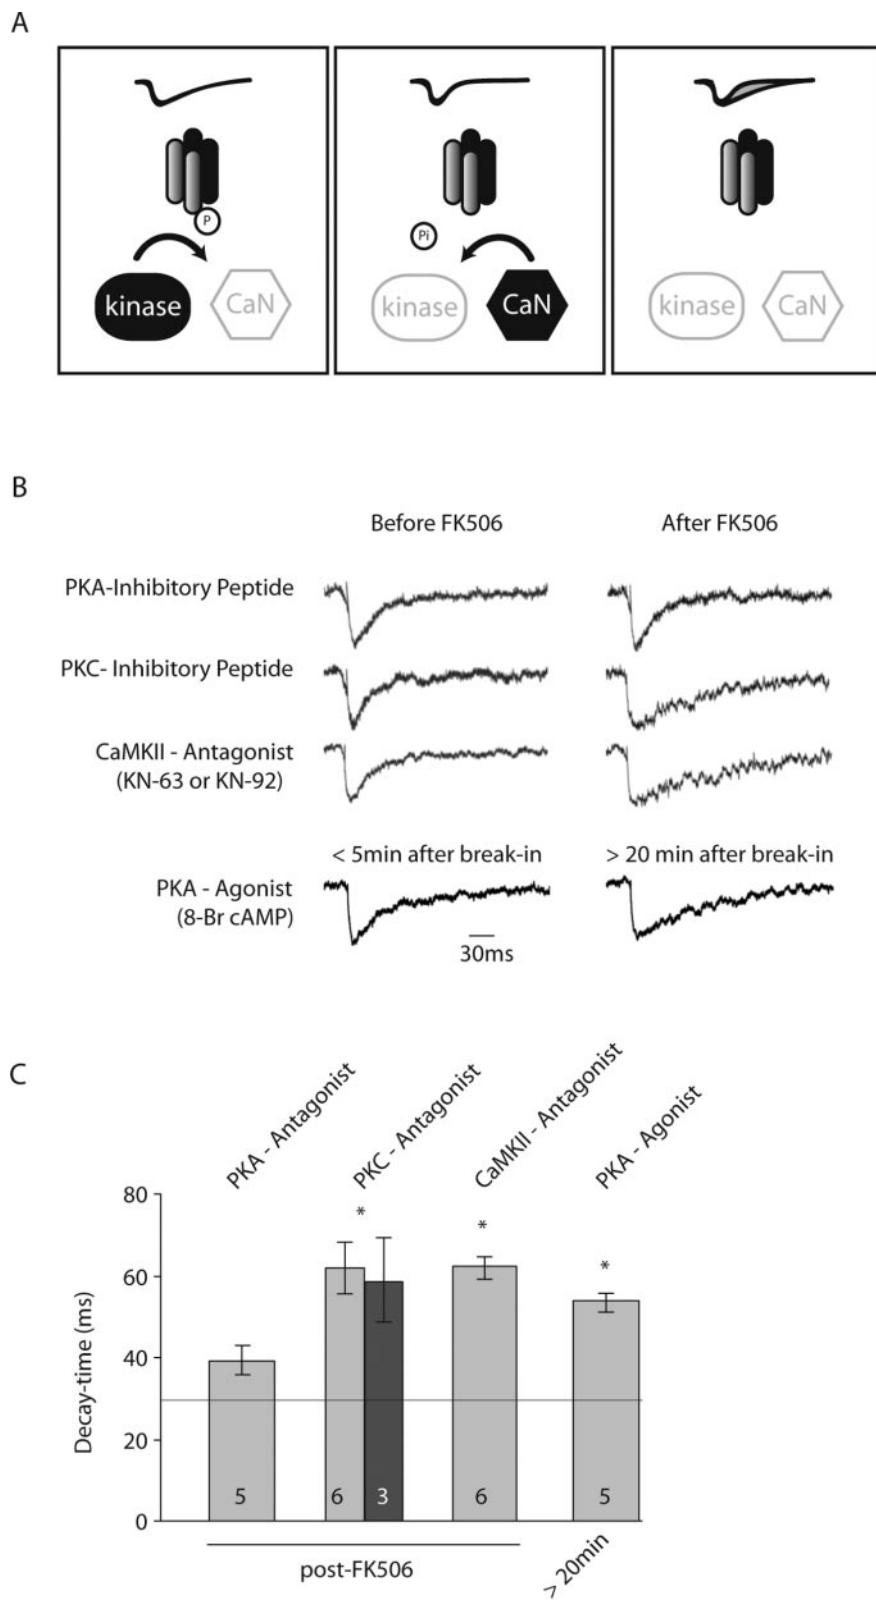 A
P
kinase
CaN
Pi
kinase
CaN
kinase
CaN
B
Before FK506
After FK506
PKA-Inhibitory Peptide
PKC- Inhibitory Peptide
CaMKII - Antagonist
(KN-63 or KN-92)
< 5min after break-in
> 20 min after break-in
PKA - Agonist
(8-Br cAMP)
30ms
C
PKA - Antagonist
PKC - Antagonist
CaMKII - Antagonist
PKA - Agonist
80
60
40
20
0
Decay-time (ms)
*
*
*
5
6
3
6
5
post-FK506
> 20min